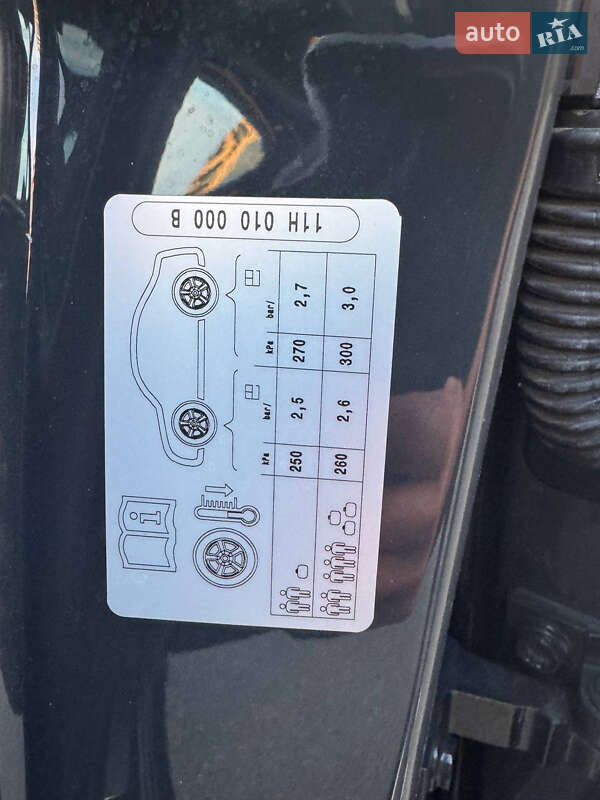 auto RIA .com
11H 010 000 B
kPa bar/ kPa bar/
250 2,5 270 2,7
260 2,6 300 3,0